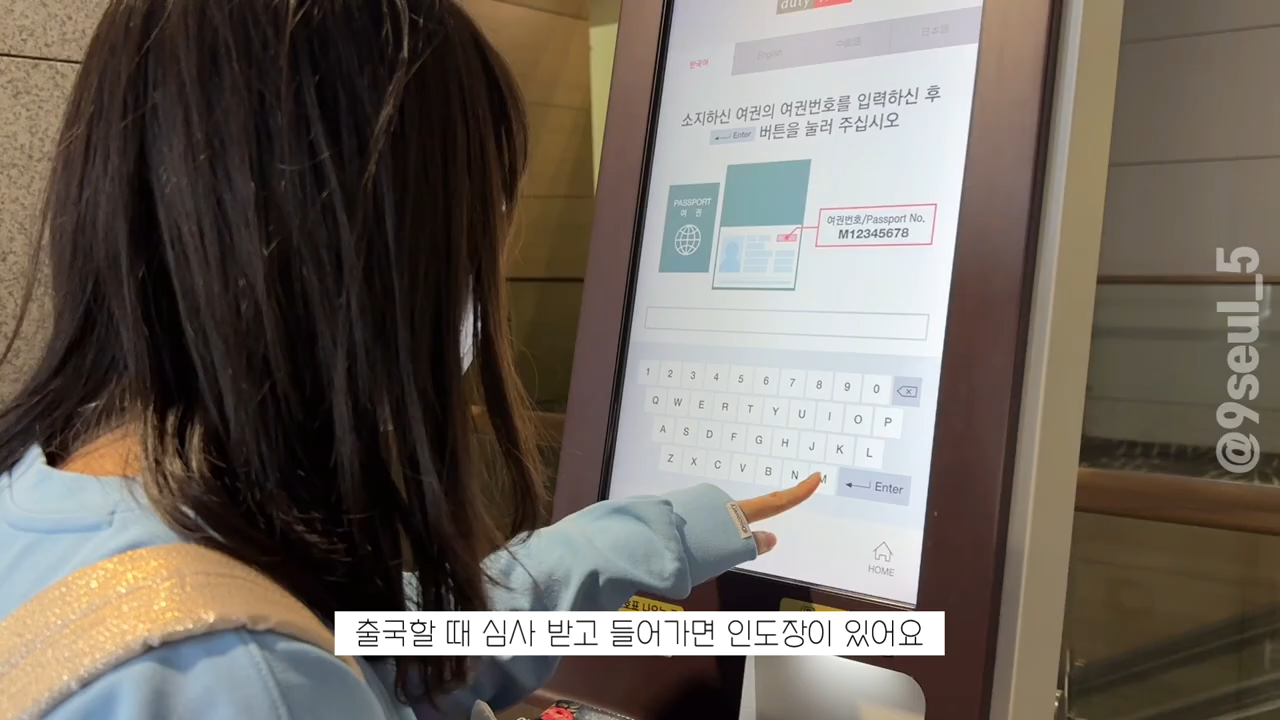 duty
한국어
English
中國語
日本語
소지하신 여권의 여권번호를 입력하신 후
Enter 버튼을 눌러 주십시오
PASSPORT
여 권
여권번호/Passport No.
M12345678
1 2 3 4 5 6 7 8 9 0
Q W E R T Y U I O P
A S D F G H J K L
Z X C V B N M Enter
HOME
출국할 때 심사 받고 들어가면 인도장이 있어요
@9seul_5